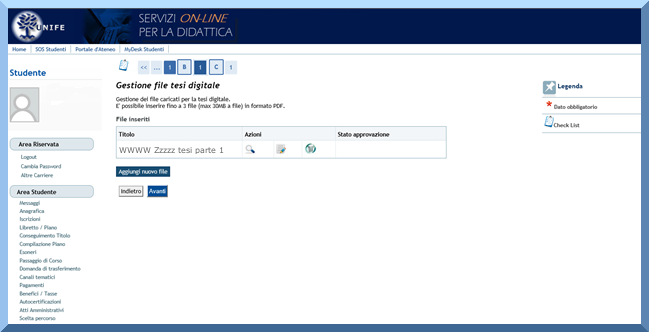 UNIFE
SERVIZI ON-LINE
PER LA DIDATTICA
Home SOS Studenti Portale d'Ateneo MyDesk Studenti
Studente
<< ... 1 B 1 C 1
Gestione file tesi digitale
Gestione dei file caricati per la tesi digitale.
E' possibile inserire fino a 3 file (max 30MB a file) in formato PDF.
File inseriti
Titolo Azioni Stato approvazione
WWWW Zzzzz tesi parte 1
Aggiungi nuovo file
Indietro Avanti
Legenda
* Dato obbligatorio
Check List
Area Riservata
Logout
Cambia Password
Altre Carriere
Area Studente
Messaggi
Anagrafica
Iscrizioni
Libretto / Piano
Conseguimento Titolo
Compilazione Piano
Esoneri
Passaggio di Corso
Domanda di trasferimento
Canali tematici
Pagamenti
Benefici / Tasse
Autocertificazioni
Atti Amministrativi
Scelta percorso